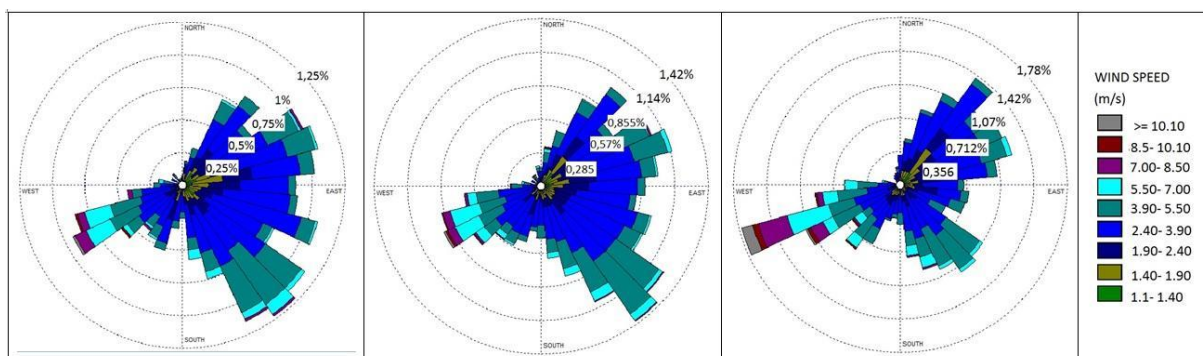 NORTH
1,25%
1%
0,75%
0,5%
0,25%
WEST
EAST
SOUTH
NORTH
1,42%
1,14%
0,855%
0,57%
0,285
WEST
EAST
SOUTH
NORTH
1,78%
1,42%
1,07%
0,712%
0,356
WEST
EAST
SOUTH
WIND SPEED
(m/s)
>= 10.10
8.5- 10.10
7.00- 8.50
5.50- 7.00
3.90- 5.50
2.40- 3.90
1.90- 2.40
1.40- 1.90
1.1- 1.40